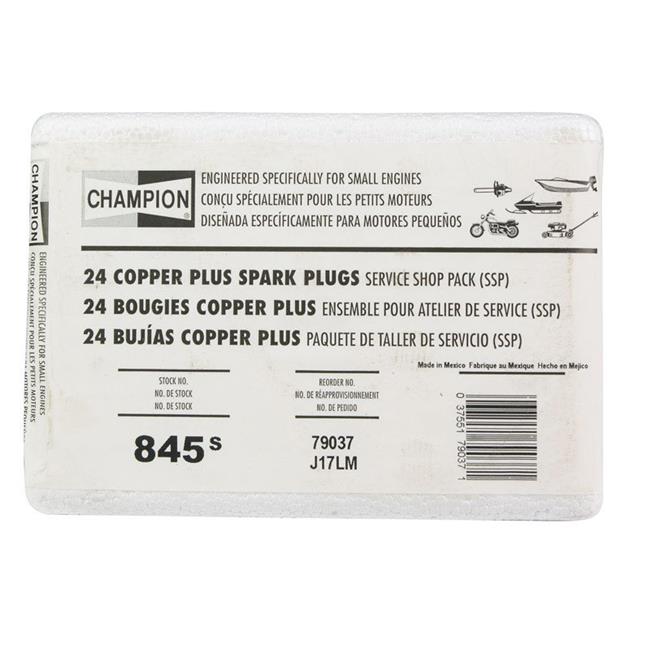 CHAMPION
ENGINEERED SPECIFICALLY FOR SMALL ENGINES
CONÇU SPÉCIALEMENT POUR LES PETITS MOTEURS
DISEÑADA ESPECÍFICAMENTE PARA MOTORES PEQUEÑOS
24 COPPER PLUS SPARK PLUGS SERVICE SHOP PACK (SSP)
24 BOUGIES COPPER PLUS ENSEMBLE POUR ATELIER DE SERVICE (SSP)
24 BUJÍAS COPPER PLUS PAQUETE DE TALLER DE SERVICIO (SSP)
Made in Mexico Fabrique au Mexique Hecho en Mejico
STOCK NO.
NO. DE STOCK
NO. DE STOCK
845 S
REORDER NO.
NO. DE RÉAPPROVISIONNEMENT
NO. DE PEDIDO
79037
J17LM
0 37551 79037 1
CHAMPION
ENGINEERED SPECIFICALLY FOR SMALL ENGINES
CONÇU SPÉCIALEMENT POUR LES PETITS MOTEURS